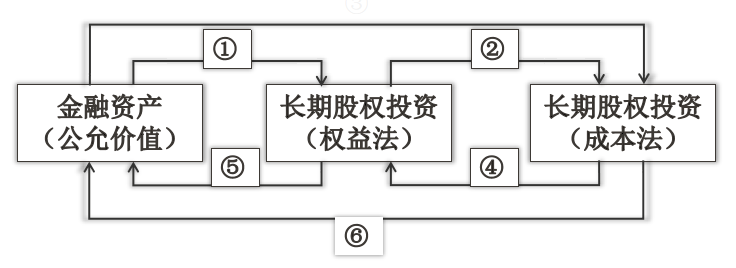 ③
①
②
金融资产
（公允价值）
长期股权投资
（权益法）
长期股权投资
（成本法）
⑤
④
⑥